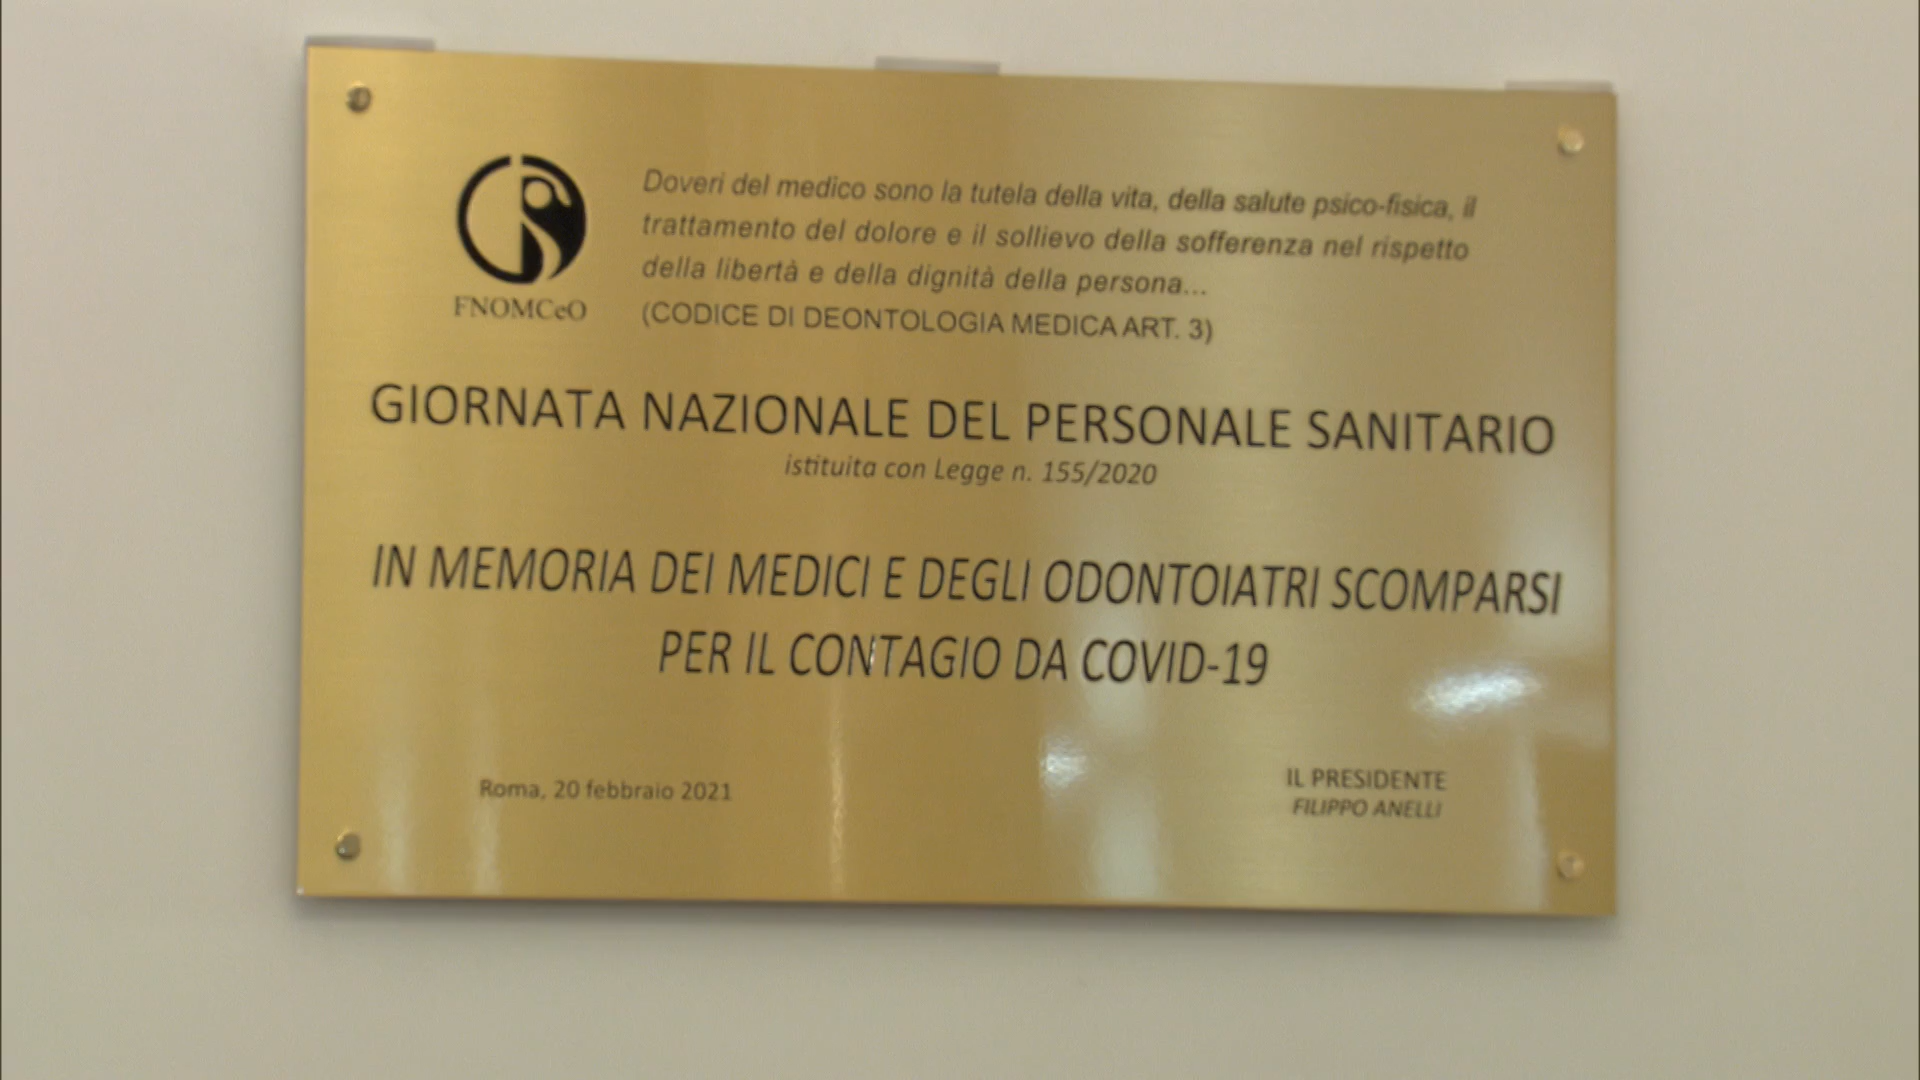 Doveri del medico sono la tutela della vita, della salute psico-fisica, il
trattamento del dolore e il sollievo della sofferenza nel rispetto
della libertà e della dignità della persona...
(CODICE DI DEONTOLOGIA MEDICA ART. 3)
FNOMCeO
GIORNATA NAZIONALE DEL PERSONALE SANITARIO
istituita con Legge n. 155/2020
IN MEMORIA DEI MEDICI E DEGLI ODONTOIATRI SCOMPARSI
PER IL CONTAGIO DA COVID-19
Roma, 20 febbraio 2021
IL PRESIDENTE
FILIPPO ANELLI